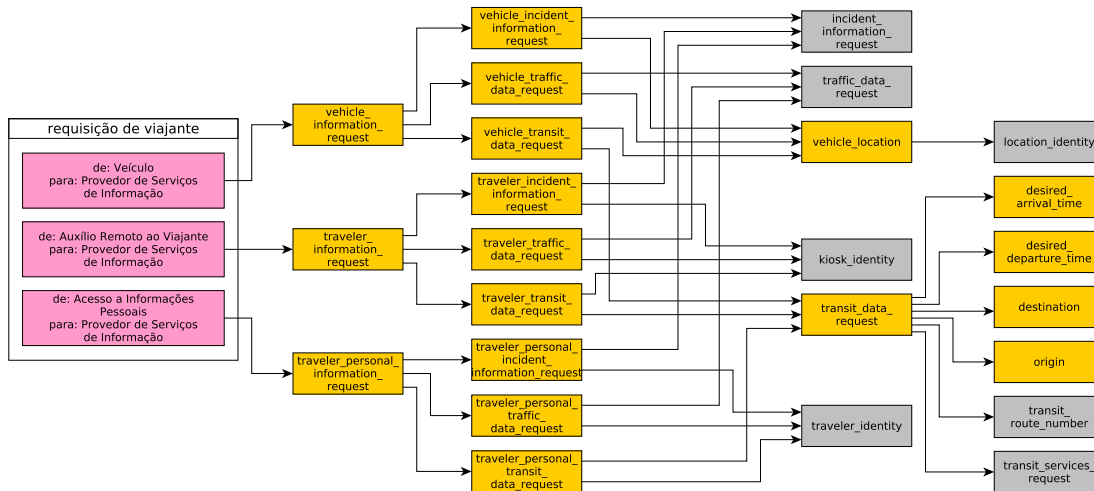 requisição de viajante
de: Veículo
para: Provedor de Serviços
de Informação
de: Auxílio Remoto ao Viajante
para: Provedor de Serviços
de Informação
de: Acesso a Informações
Pessoais
para: Provedor de Serviços
de Informação
vehicle_
information_
request
traveler_
information_
request
traveler_personal_
information_
request
vehicle_incident_
information_
request
vehicle_traffic_
data_request
vehicle_transit_
data_request
traveler_incident_
information_
request
traveler_traffic_
data_request
traveler_transit_
data_request
traveler_personal_
incident_
information_request
traveler_personal_
traffic_
data_request
traveler_personal_
transit_
data_request
incident_
information_
request
traffic_data_
request
vehicle_location
kiosk_identity
transit_data_
request
traveler_identity
location_identity
desired_
arrival_time
desired_
departure_time
destination
origin
transit_
route_number
transit_services_
request